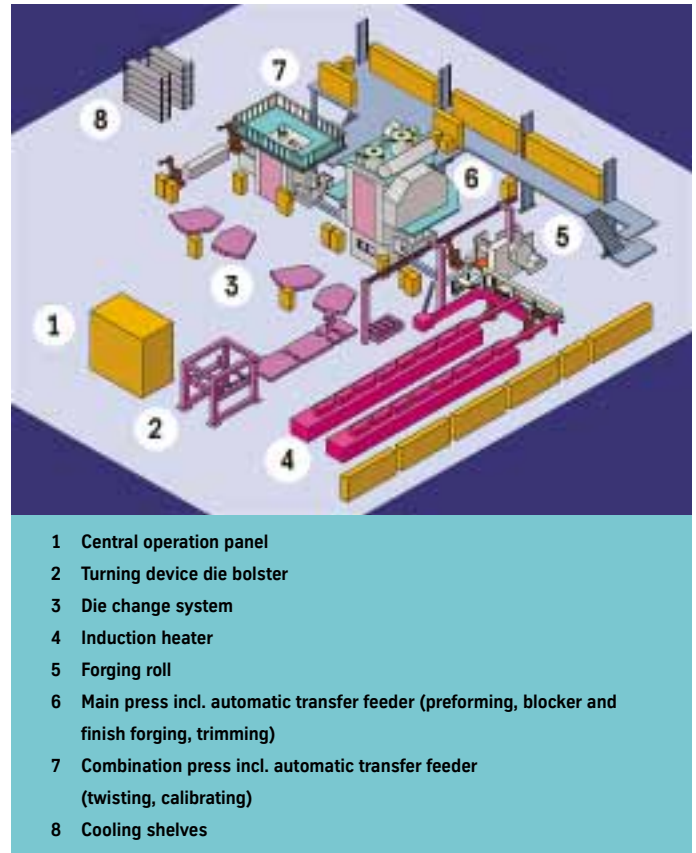 7
8
6
5
3
1
2
4
1 Central operation panel
2 Turning device die bolster
3 Die change system
4 Induction heater
5 Forging roll
6 Main press incl. automatic transfer feeder (preforming, blocker and
finish forging, trimming)
7 Combination press incl. automatic transfer feeder
(twisting, calibrating)
8 Cooling shelves